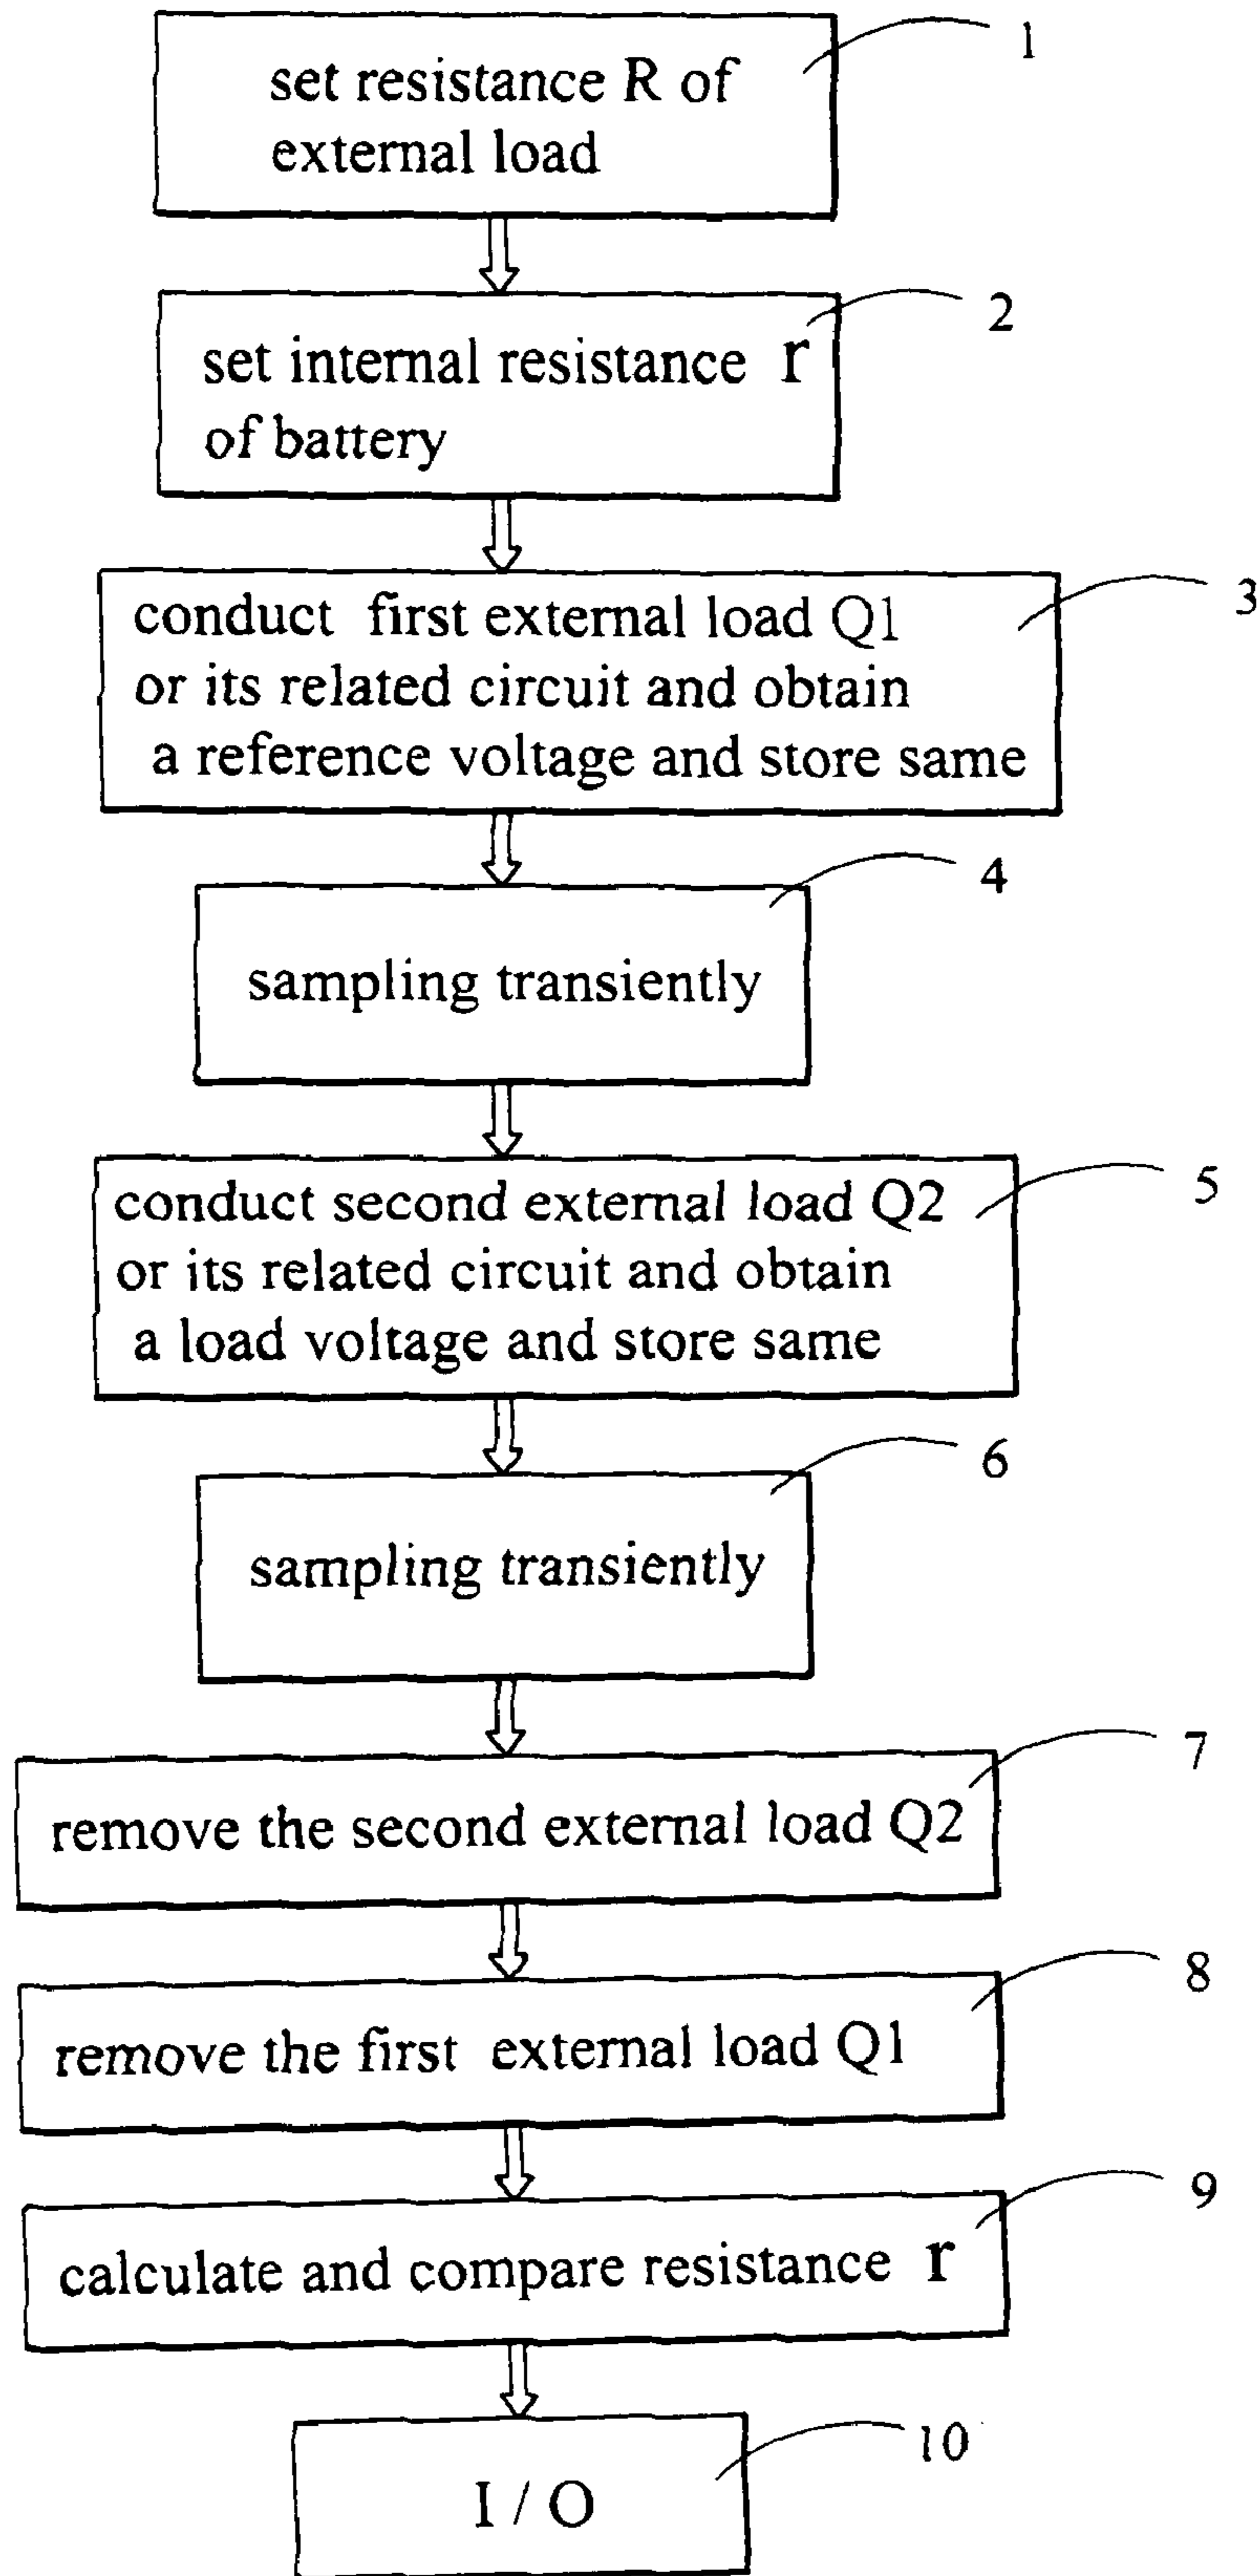 1
set resistance R of
external load
2
set internal resistance r
of battery
3
conduct first external load Q1
or its related circuit and obtain
a reference voltage and store same
4
sampling transiently
5
conduct second external load Q2
or its related circuit and obtain
a load voltage and store same
6
sampling transiently
7
remove the second external load Q2
8
remove the first external load Q1
9
calculate and compare resistance r
10
I / O